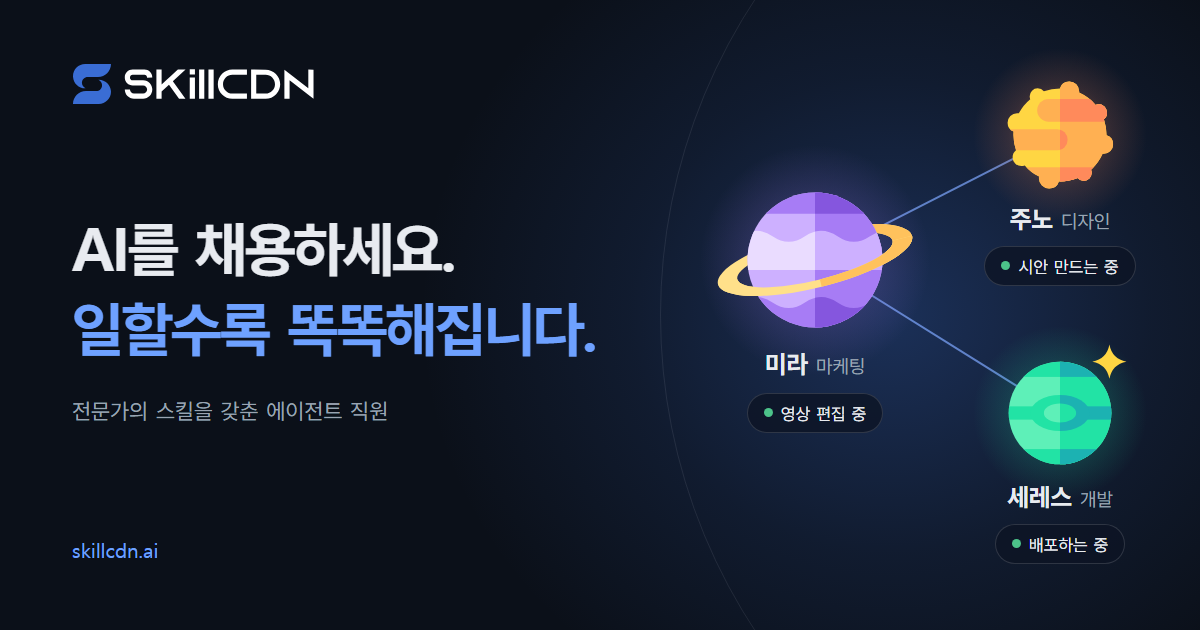 SKillCDN
AI를 채용하세요.
일할수록 똑똑해집니다.
전문가의 스킬을 갖춘 에이전트 직원
skillcdn.ai
미라 마케팅
영상 편집 중
주노 디자인
시안 만드는 중
세레스 개발
배포하는 중